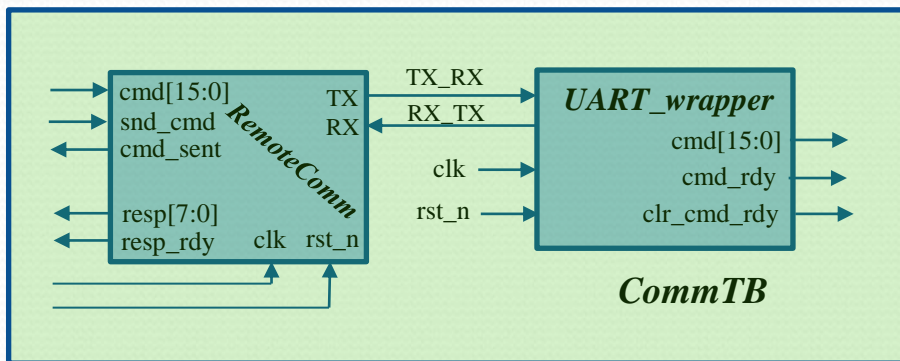 cmd[15:0]
snd_cmd
cmd_sent
resp[7:0]
resp_rdy
TX
RX
RemoteComm
clk
rst_n
TX_RX
RX_TX
clk
rst_n
UART_wrapper
cmd[15:0]
cmd_rdy
clr_cmd_rdy
CommTB